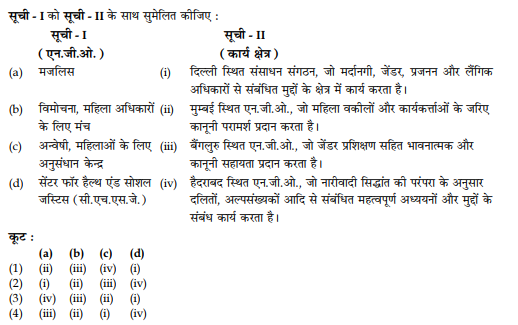 सूची - I को सूची - II के साथ सुमेलित कीजिए :
सूची - I सूची - II
( एन.जी.ओ. ) ( कार्य क्षेत्र )
(a) मजलिस (i) दिल्ली स्थित संसाधन संगठन, जो मर्दानगी, जेंडर, प्रजनन और लैंगिक
अधिकारों से संबंधित मुद्दों के क्षेत्र में कार्य करता है।
(b) विमोचना, महिला अधिकारों (ii) मुम्बई स्थित एन.जी.ओ., जो महिला वकीलों और कार्यकर्त्ताओं के जरिए
के लिए मंच कानूनी परामर्श प्रदान करता है।
(c) अन्वेषी, महिलाओं के लिए (iii) बैंगलुरु स्थित एन.जी.ओ., जो जेंडर प्रशिक्षण सहित भावनात्मक और
अनुसंधान केन्द्र कानूनी सहायता प्रदान करता है।
(d) सेंटर फॉर हैल्थ एंड सोशल (iv) हैदराबद स्थित एन.जी.ओ., जो नारीवादी सिद्धांत की परंपरा के अनुसार
जस्टिस ( सी.एच.एस.जे. ) दलितों, अल्पसंख्यकों आदि से संबंधित महत्वपूर्ण अध्ययनों और मुद्दों के
संबंध कार्य करता है।
कूट :
(a) (b) (c) (d)
(1) (ii) (iii) (iv) (i)
(2) (i) (ii) (iii) (iv)
(3) (iv) (iii) (ii) (i)
(4) (iii) (ii) (i) (iv)